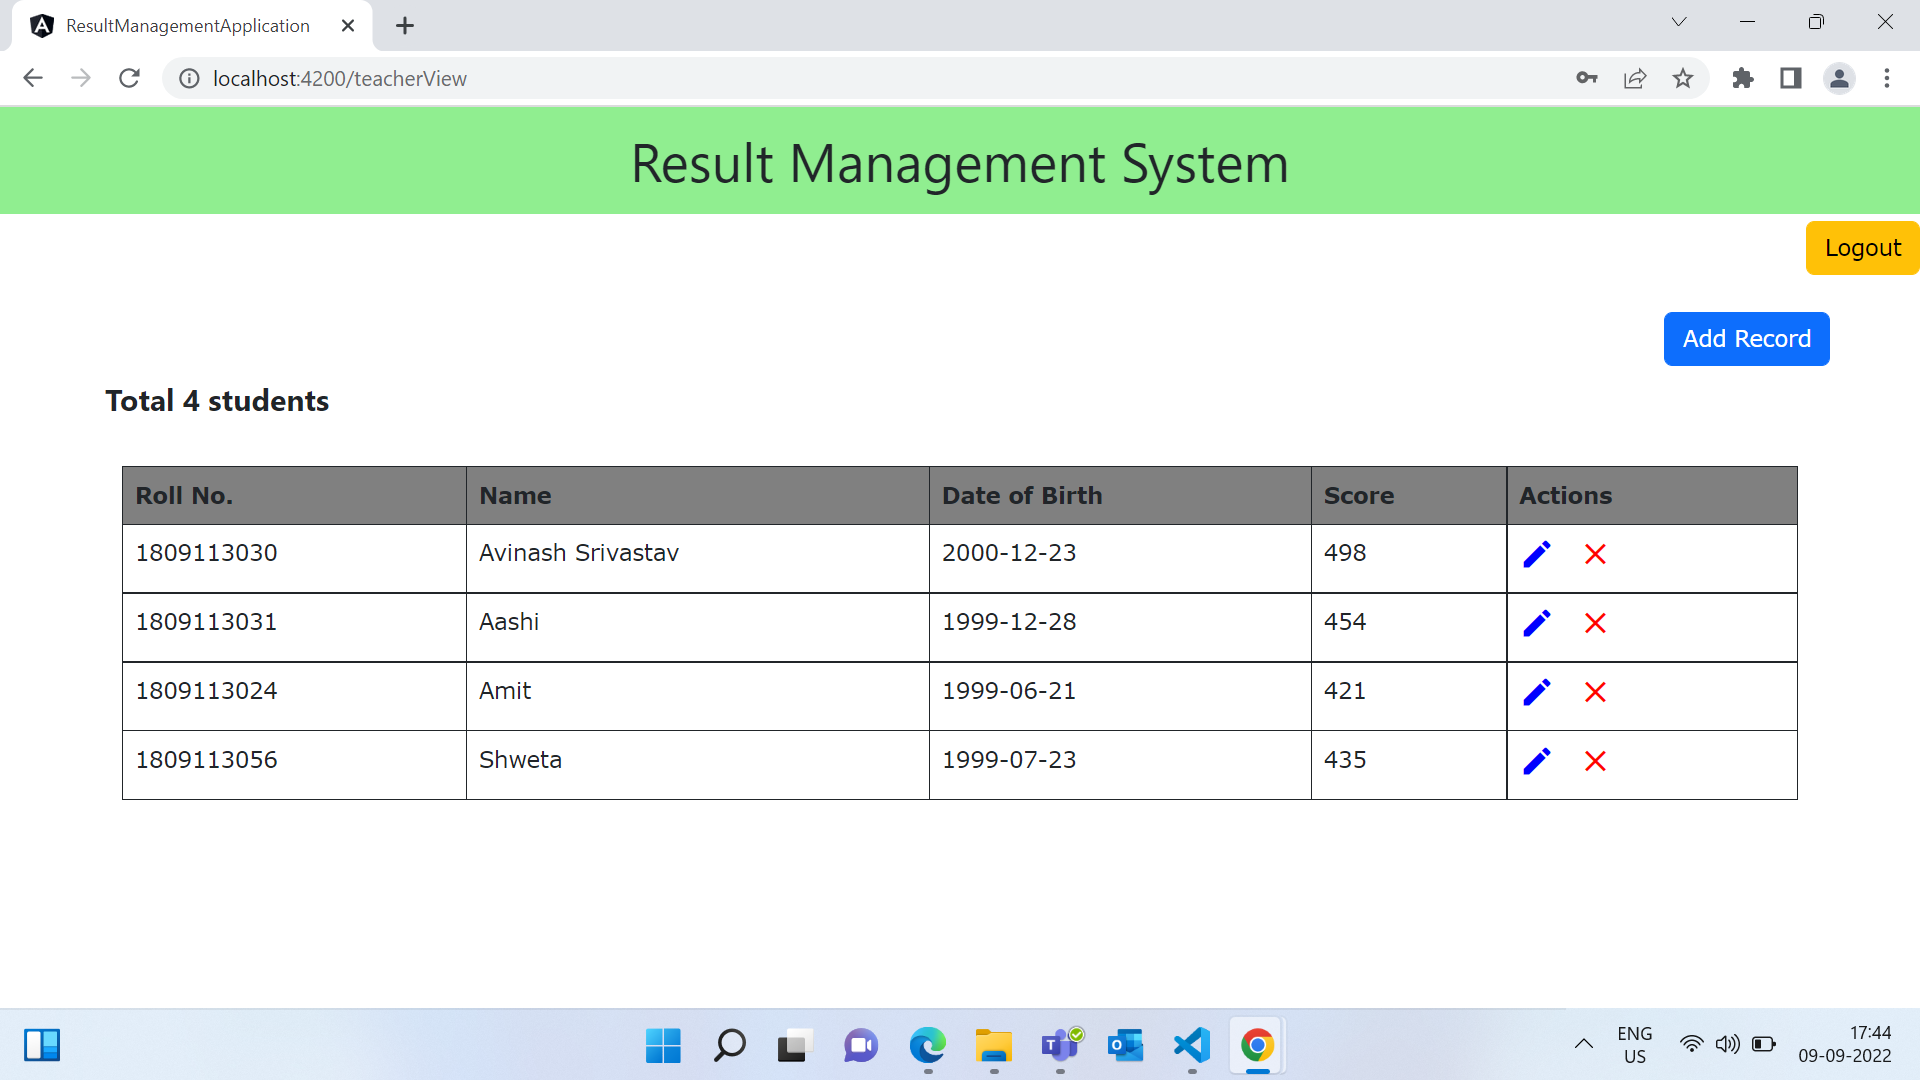 ResultManagementApplication
localhost:4200/teacherView
Result Management System
Logout
Add Record
Total 4 students
Roll No. Name Date of Birth Score Actions
1809113030 Avinash Srivastav 2000-12-23 498
1809113031 Aashi 1999-12-28 454
1809113024 Amit 1999-06-21 421
1809113056 Shweta 1999-07-23 435
ENG
US
17:44
09-09-2022